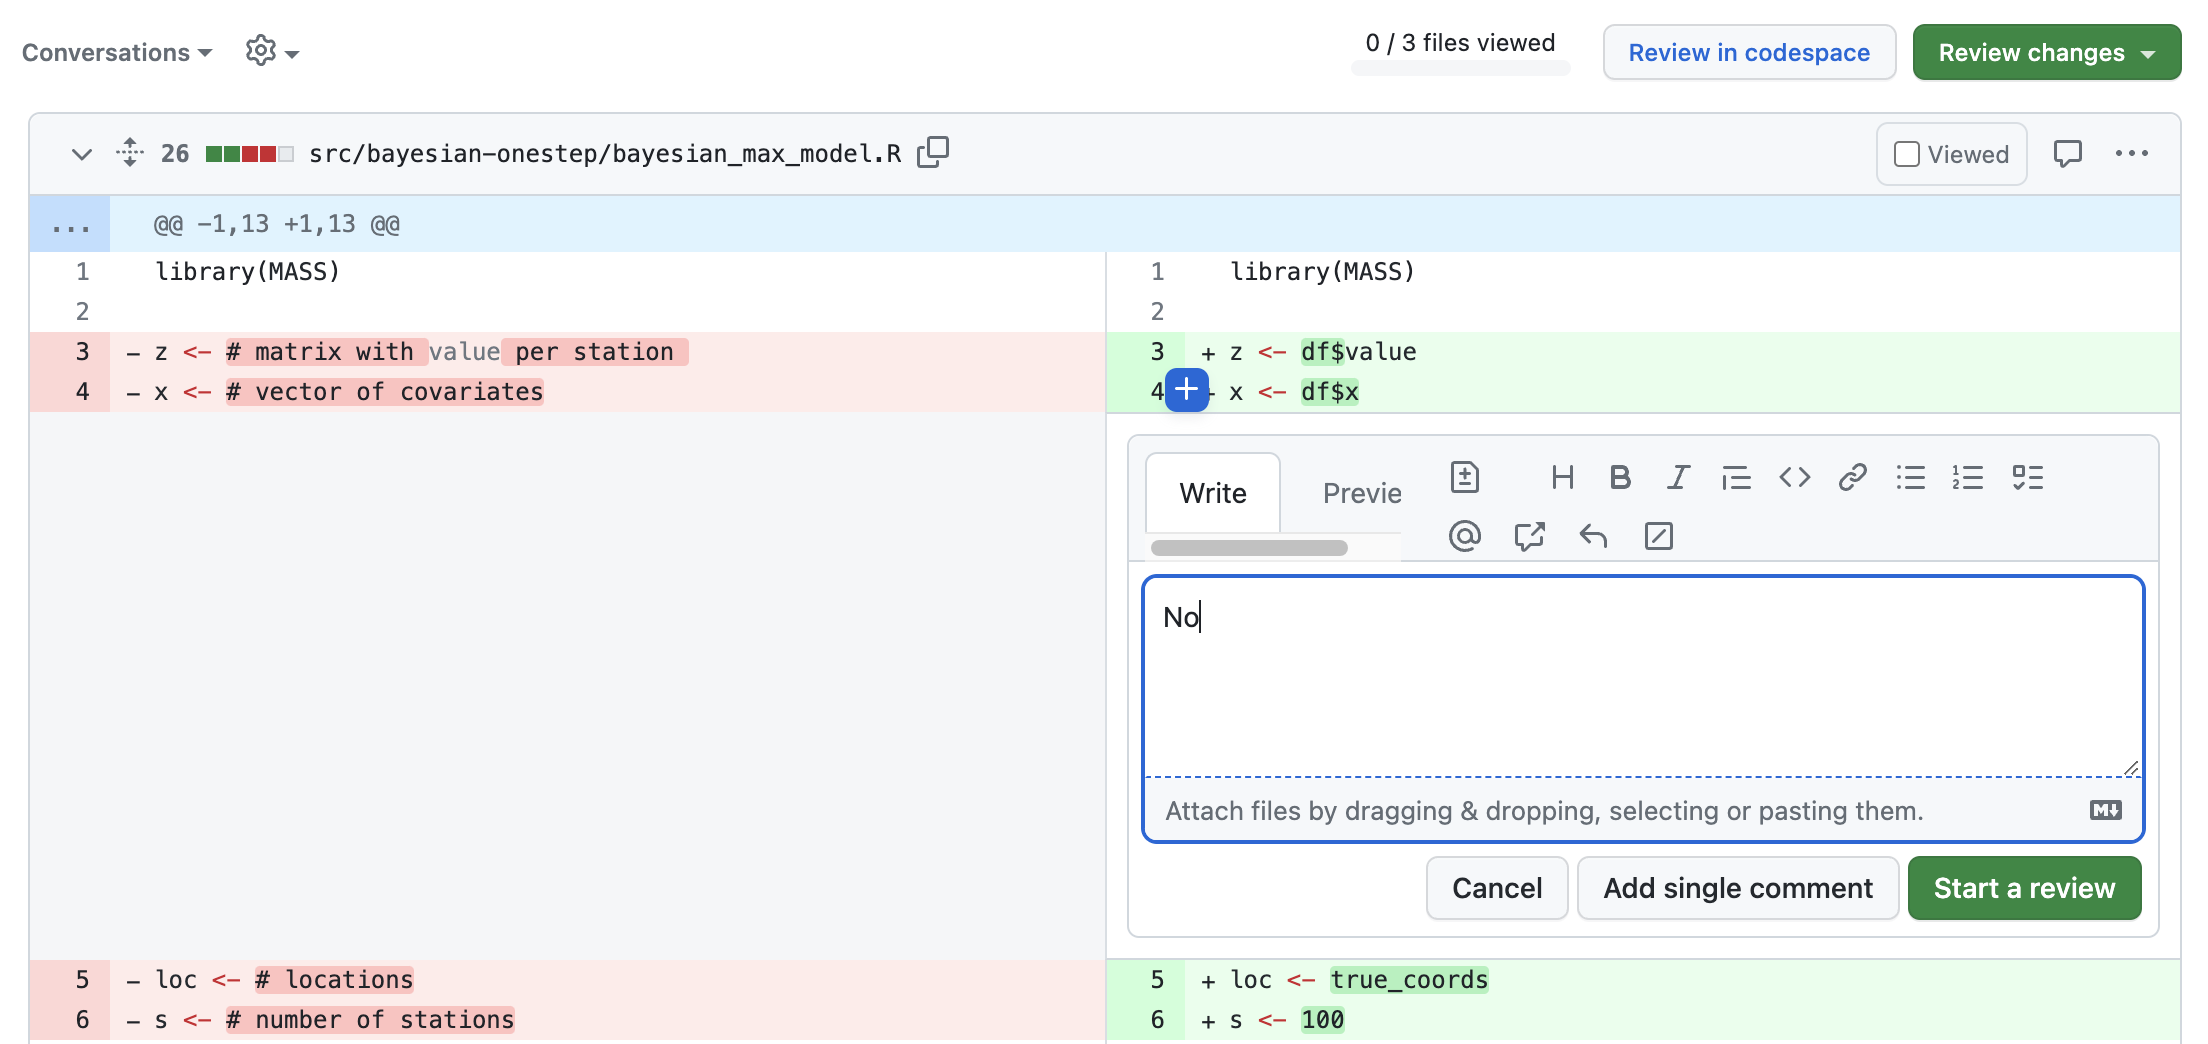 Conversations
0 / 3 files viewed
Review in codespace
Review changes
26 src/bayesian-onestep/bayesian_max_model.R
Viewed
... @@ -1,13 +1,13 @@
1 library(MASS)
2
3 - z <- # matrix with value per station
4 - x <- # vector of covariates
1 library(MASS)
2
3 + z <- df$value
4 + x <- df$x
Write
Previe
No
Attach files by dragging & dropping, selecting or pasting them.
Cancel
Add single comment
Start a review
5 - loc <- # locations
6 - s <- # number of stations
5 + loc <- true_coords
6 + s <- 100